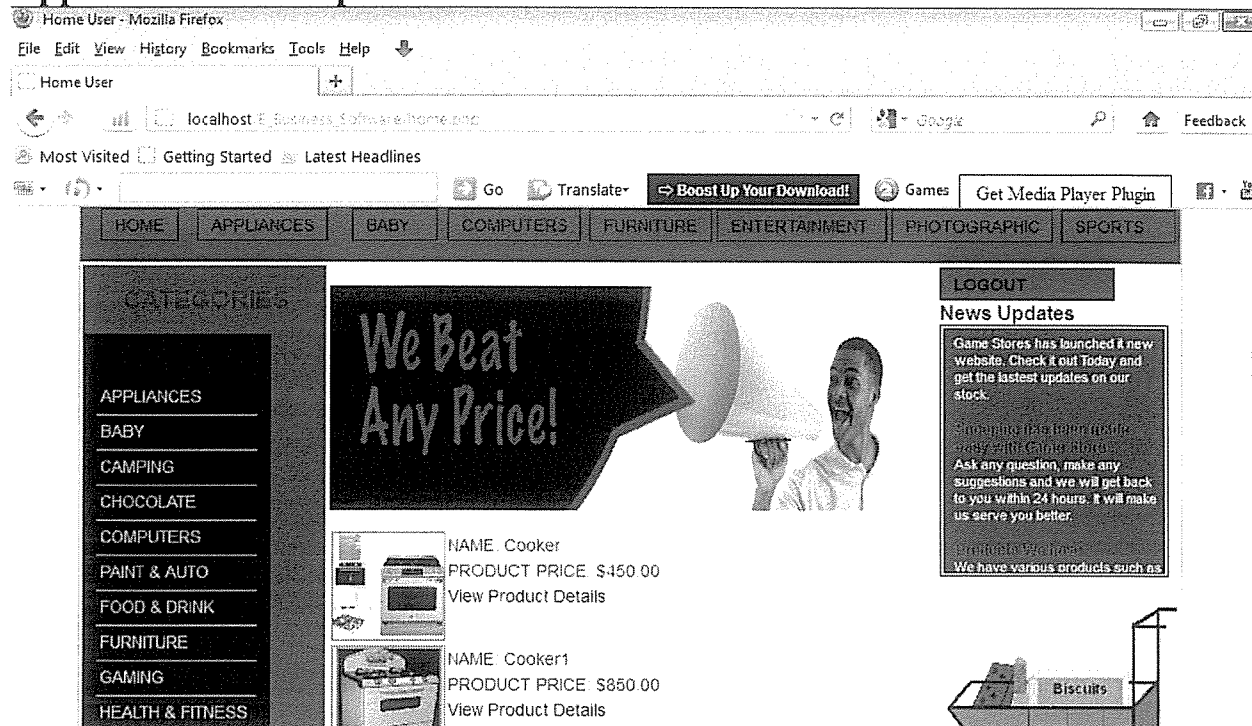 Home User - Mozilla Firefox
File Edit View History Bookmarks Tools Help
Home User +
localhost E_Business_Software/home.php Google Feedback
Most Visited Getting Started Latest Headlines
Go Translate ⇨ Boost Up Your Download! Games Get Media Player Plugin
HOME APPLIANCES BABY COMPUTERS FURNITURE ENTERTAINMENT PHOTOGRAPHIC SPORTS
CATEGORIES
APPLIANCES
BABY
CAMPING
CHOCOLATE
COMPUTERS
PAINT & AUTO
FOOD & DRINK
FURNITURE
GAMING
HEALTH & FITNESS
We Beat
Any Price!
NAME: Cooker
PRODUCT PRICE: $450.00
View Product Details
NAME: Cooker1
PRODUCT PRICE: $850.00
View Product Details
LOGOUT
News Updates
Game Stores has launched it new
website. Check it out Today and
get the lastest updates on our
stock.
Ask any question, make any
suggestions and we will get back
to you within 24 hours. It will make
us serve you better.
We have various products such as
Biscuits